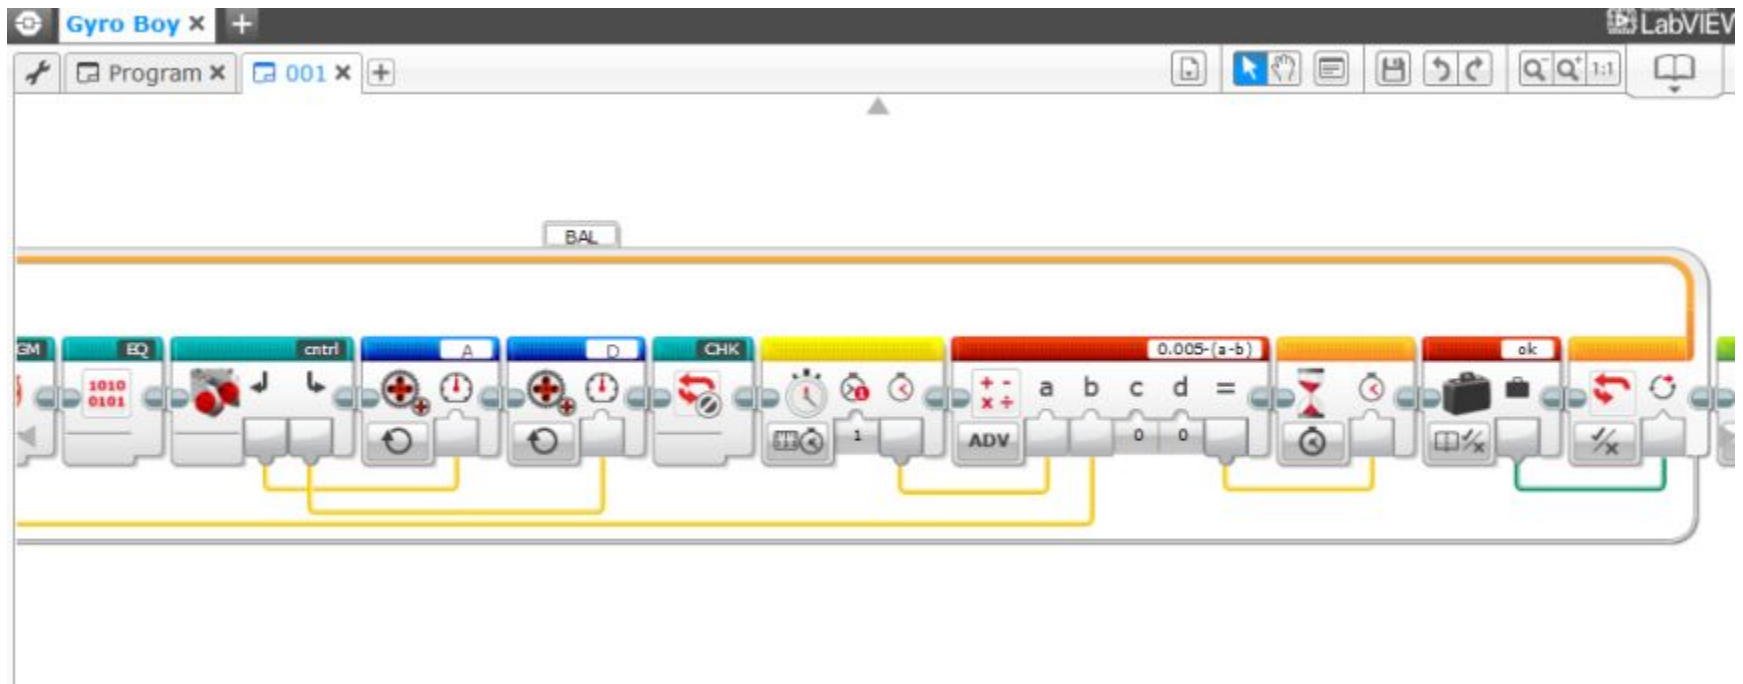 Gyro Boy
LabVIEW
Program
001
1:1
BAL
GM
EQ
cntrl
A
D
CHK
0.005-(a-b)
ok
1010
0101
a
b
c
d
=
+ -
x ÷
1
1
ADV
0
0